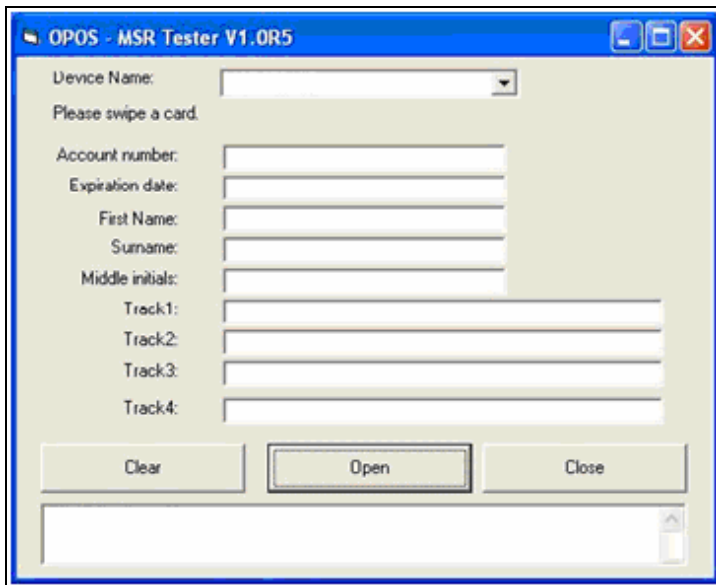 OPOS - MSR Tester V1.0R5
Device Name:
Please swipe a card.
Account number:
Expiration date:
First Name:
Surname:
Middle initials:
Track1:
Track2:
Track3:
Track4:
Clear Open Close